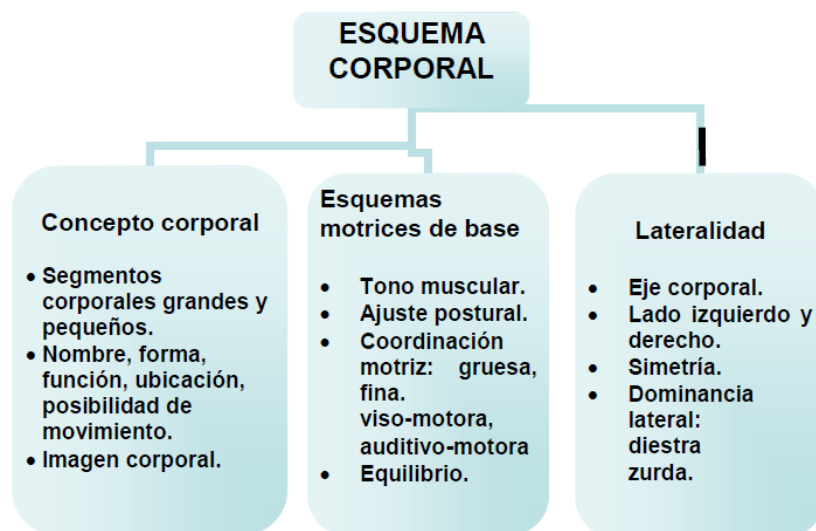 ESQUEMA
CORPORAL
Concepto corporal
• Segmentos
corporales grandes y
pequeños.
• Nombre, forma,
función, ubicación,
posibilidad de
movimiento.
• Imagen corporal.
Esquemas
motrices de base
• Tono muscular.
• Ajuste postural.
• Coordinación
motriz: gruesa,
fina.
viso-motora,
auditivo-motora
• Equilibrio.
Lateralidad
• Eje corporal.
• Lado izquierdo y
derecho.
• Simetría.
• Dominancia
lateral:
diestra
zurda.